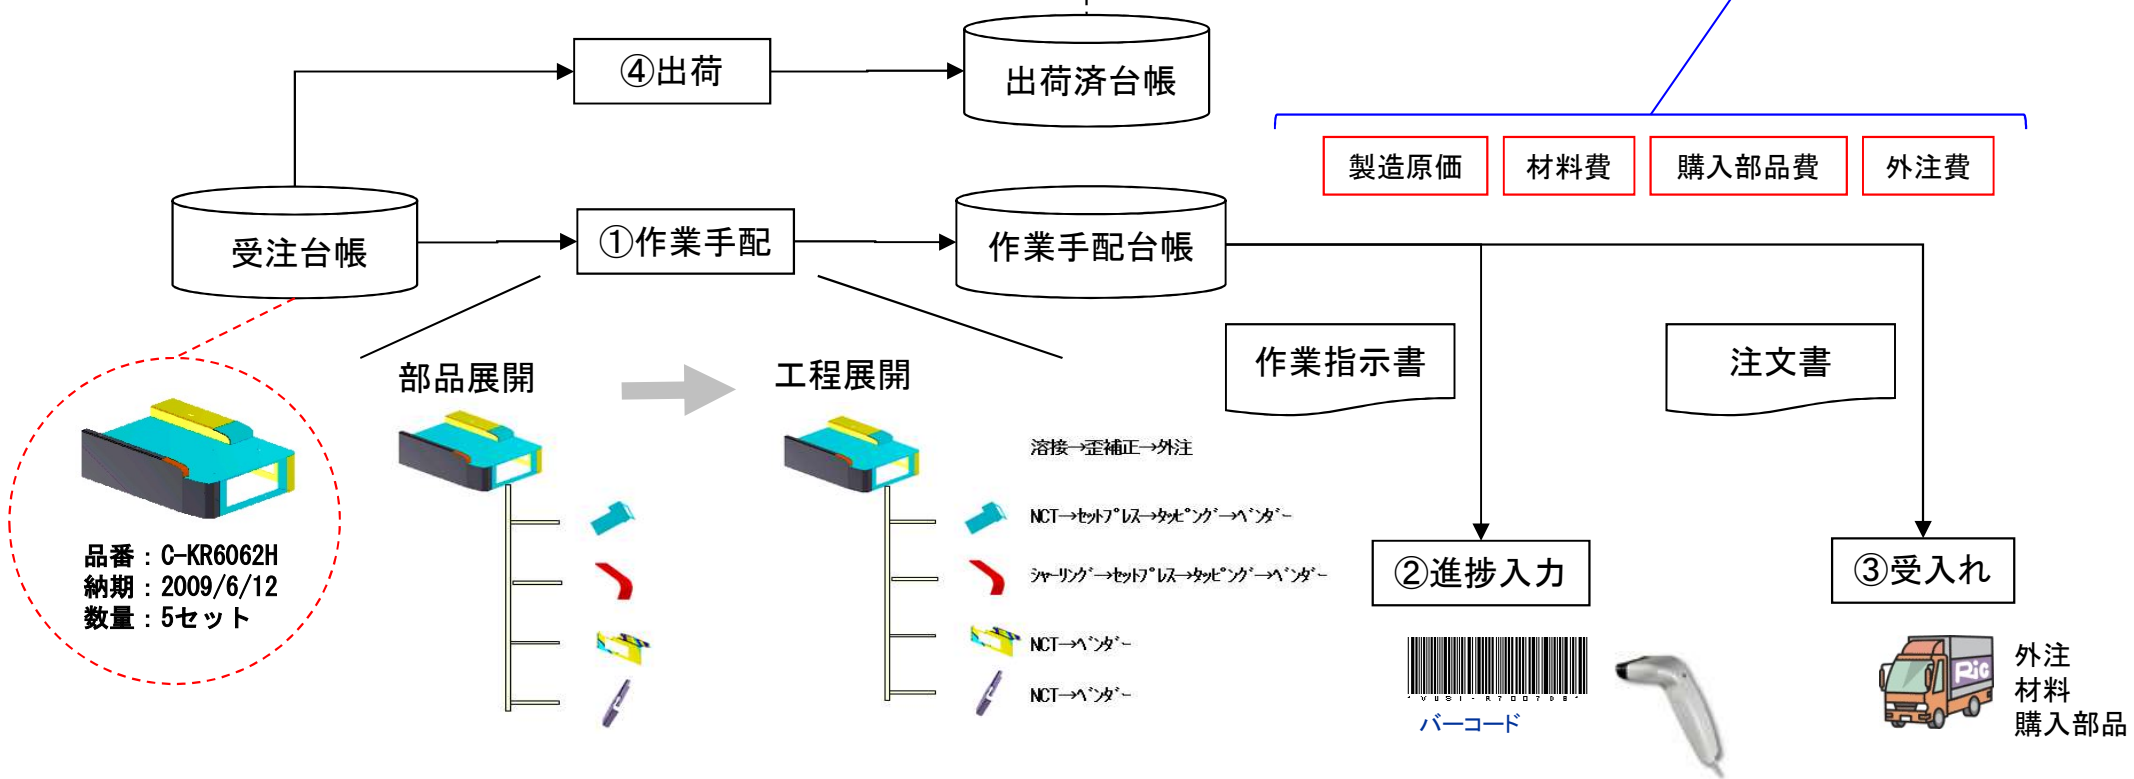 ④出荷
出荷済台帳
製造原価
材料費
購入部品費
外注費
受注台帳
①作業手配
作業手配台帳
作業指示書
注文書
部品展開
工程展開
溶接→歪補正→外注
NCT→セットプレス→タッピング→ベンダー
シャーリング→セットプレス→タッピング→ベンダー
NCT→ベンダー
NCT→ベンダー
品番：C-KR6062H
納期：2009/6/12
数量：5セット
②進捗入力
③受入れ
バーコード
Ric
外注
材料
購入部品